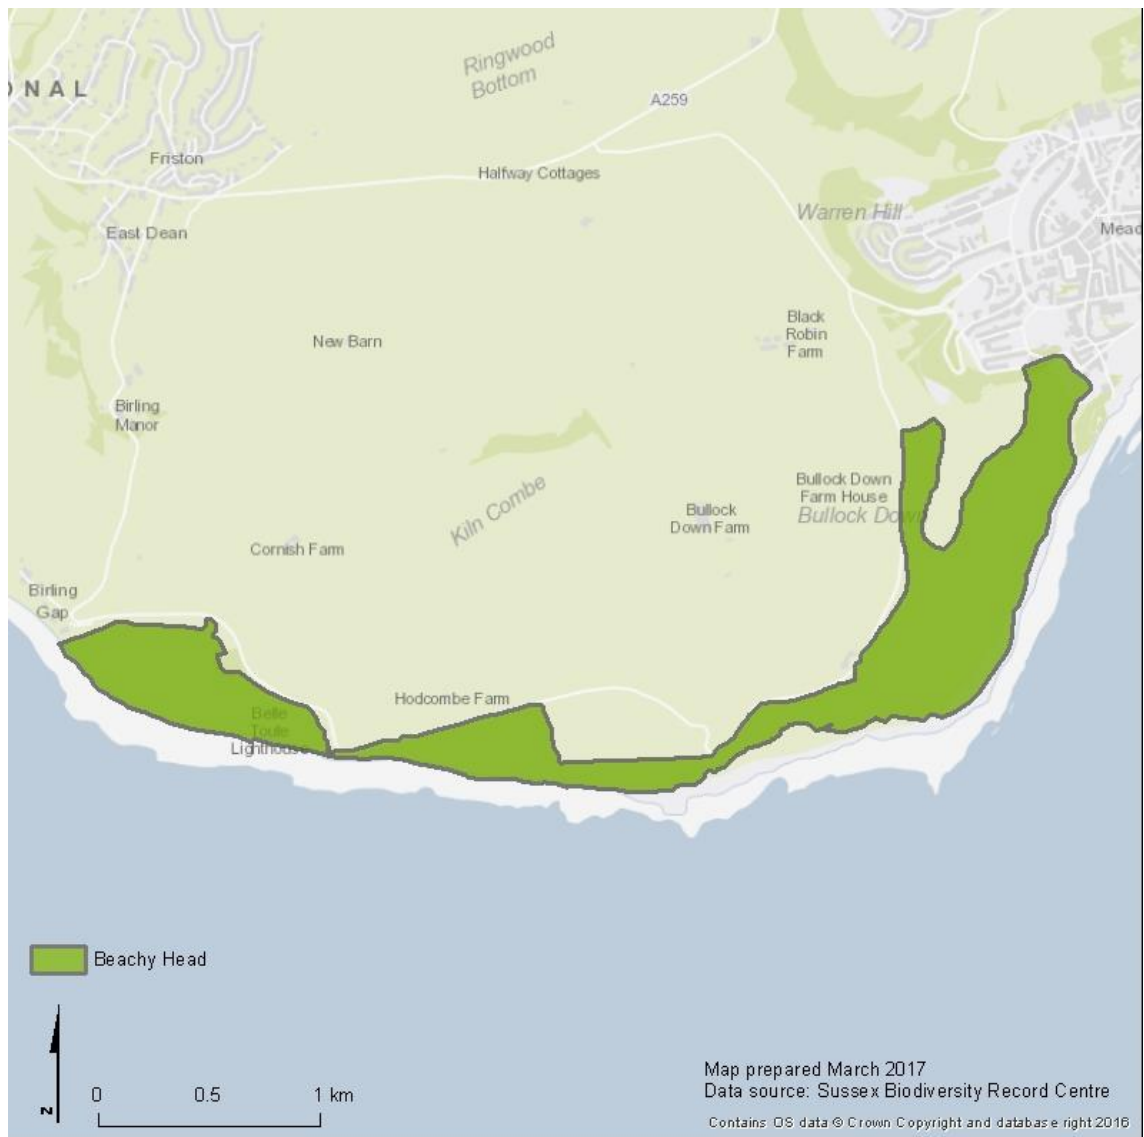 Ringwood
Bottom
ONAL
A259
Friston
Halfway Cottages
Warren Hill
East Dean
Mead
Black
Robin
Farm
New Barn
Birling
Manor
Bullock Down
Farm House
Bullock Down
Kiln Combe
Bullock
Down Farm
Cornish Farm
Birling
Gap
Hodcombe Farm
Belle
Toute
Lighthouse
Beachy Head
N
0 0.5 1 km
Map prepared March 2017
Data source: Sussex Biodiversity Record Centre
Contains OS data © Crown Copyright and database right 2016